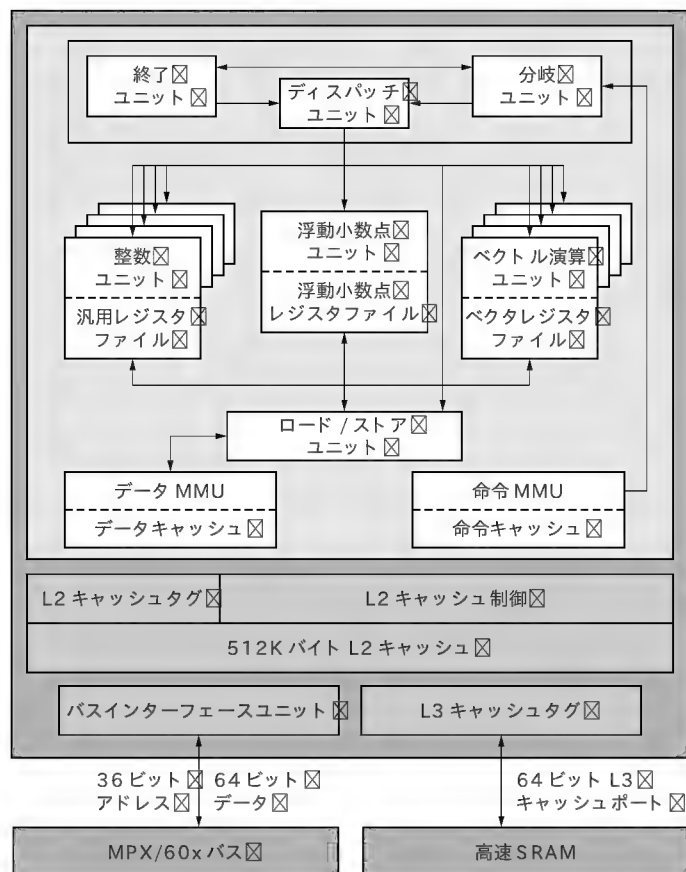 終了
ユニット
ディスパッチ
ユニット
分岐
ユニット
整数
ユニット
汎用レジスタ
ファイル
浮動小数点
ユニット
浮動小数点
レジスタファイル
ベクトル演算
ユニット
ベクタレジスタ
ファイル
ロード / ストア
ユニット
データ MMU
データキャッシュ
命令 MMU
命令キャッシュ
L2 キャッシュタグ
L2 キャッシュ制御
512K バイト L2 キャッシュ
バスインターフェースユニット
L3 キャッシュタグ
36 ビット
アドレス
64 ビット
データ
64 ビット L3
キャッシュポート
MPX/60x バス
高速 SRAM